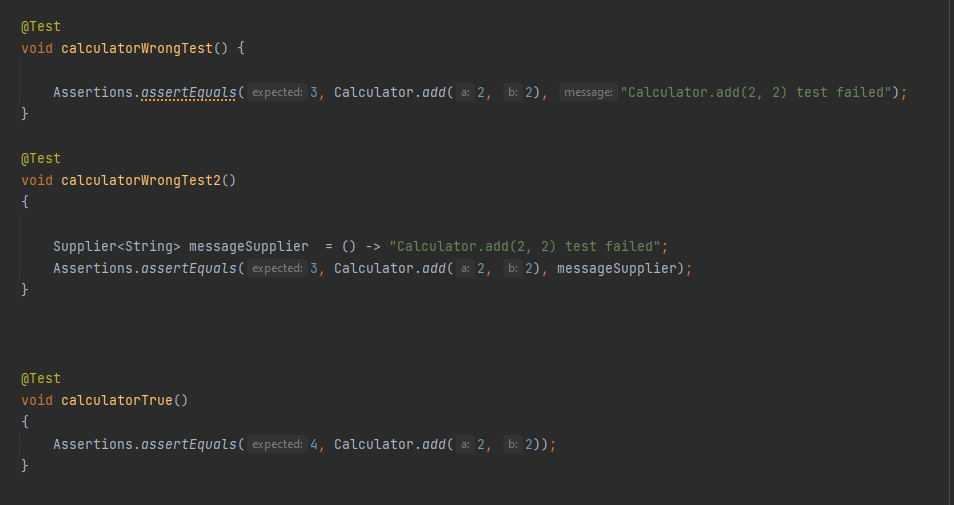 @Test
void calculatorWrongTest() {
Assertions.assertEquals( expected: 3, Calculator.add( a: 2, b: 2), message: "Calculator.add(2, 2) test failed");
}
@Test
void calculatorWrongTest2()
{
Supplier<String> messageSupplier  = () -> "Calculator.add(2, 2) test failed";
Assertions.assertEquals( expected: 3, Calculator.add( a: 2, b: 2), messageSupplier);
}
@Test
void calculatorTrue()
{
Assertions.assertEquals( expected: 4, Calculator.add( a: 2, b: 2));
}